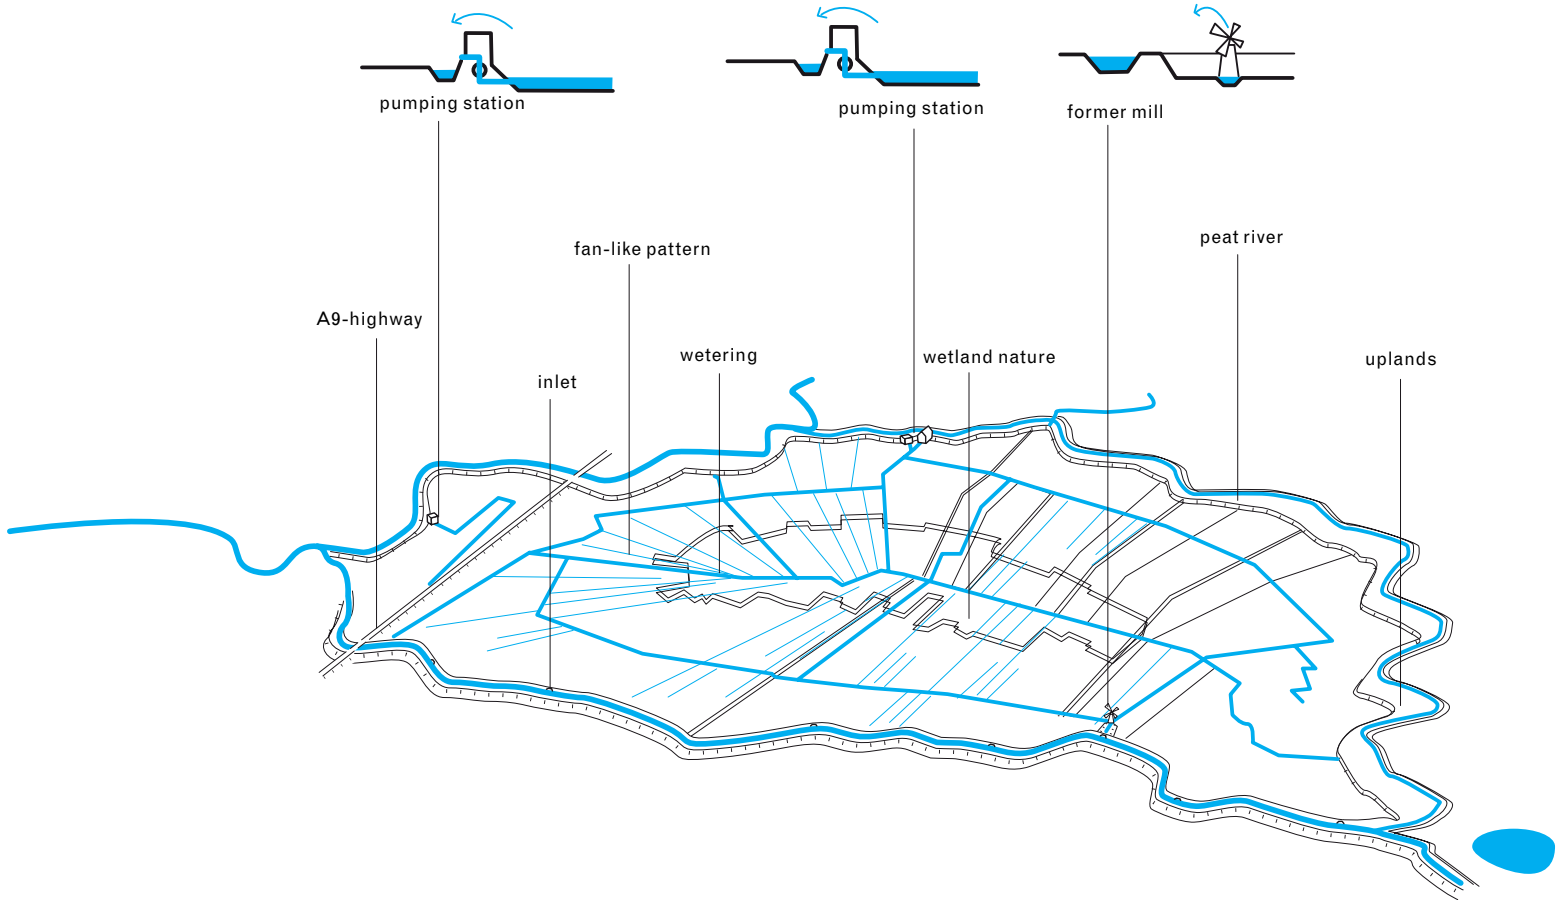 pumping station
pumping station
former mill
peat river
fan-like pattern
A9-highway
wetering
wetland nature
uplands
inlet